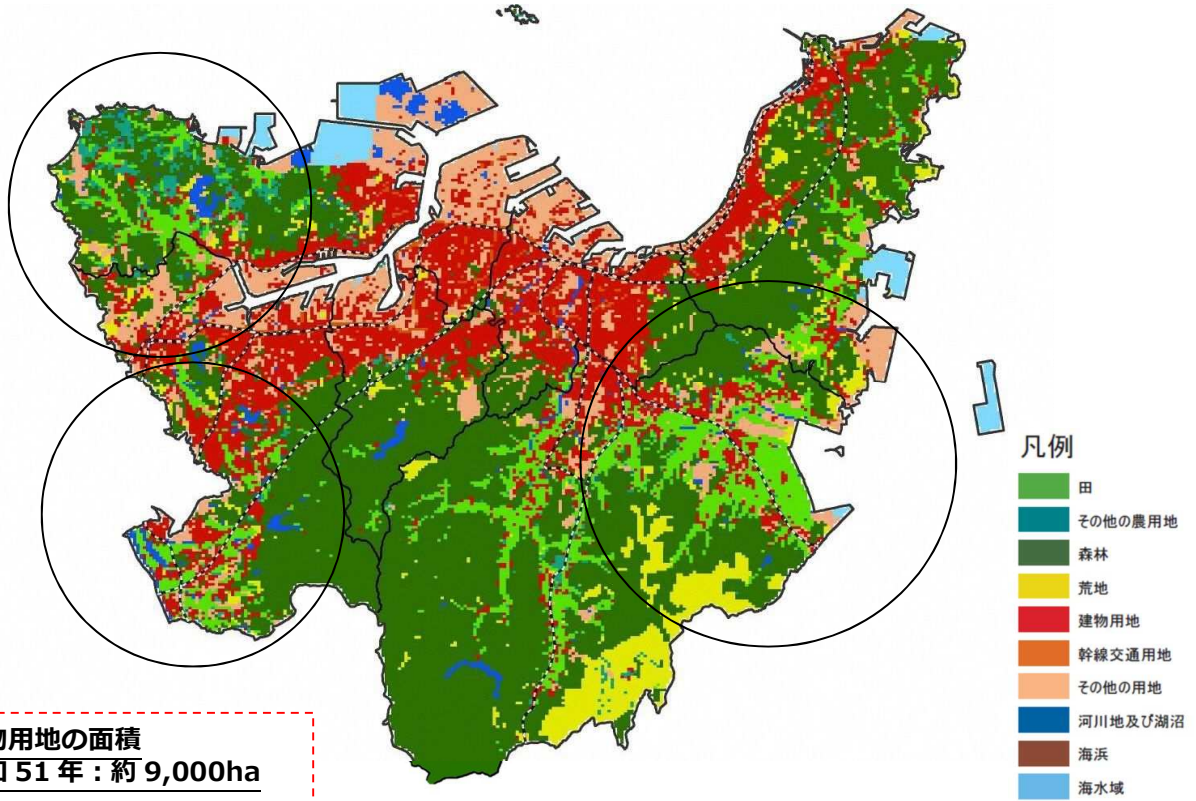 凡例
田
その他の農用地
森林
荒地
建物用地
幹線交通用地
その他の用地
河川地及び湖沼
海浜
海水域
用地の面積
51 年：約 9,000ha